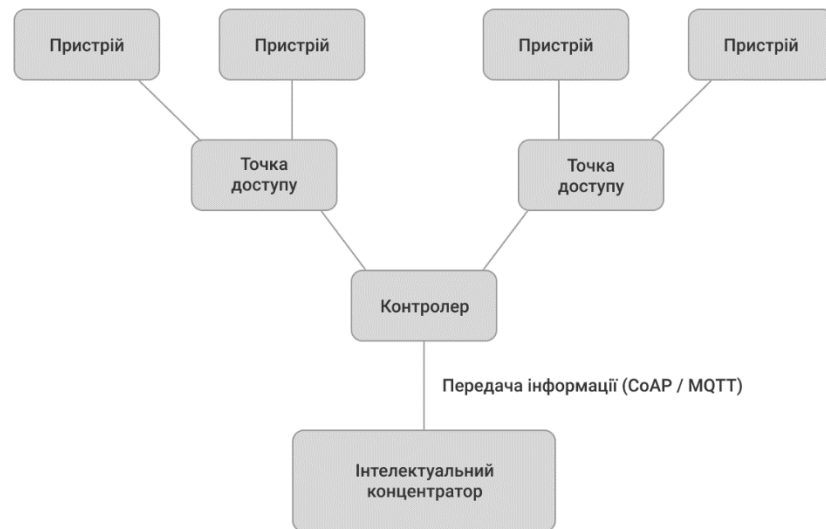 Пристрій
Пристрій
Пристрій
Пристрій
Точка
доступу
Точка
доступу
Контролер
Передача інформації (CoAP / MQTT)
Інтелектуальний
концентратор